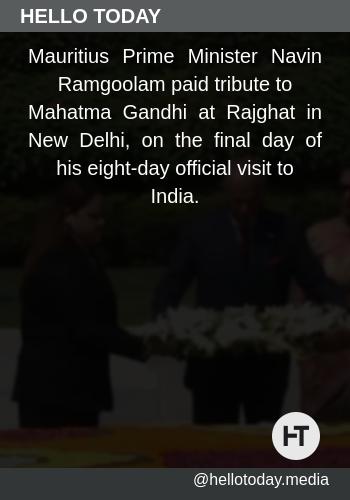 HELLO TODAY
Mauritius Prime Minister Navin
Ramgoolam paid tribute to
Mahatma Gandhi at Rajghat in
New Delhi, on the final day of
his eight-day official visit to
India.
HT
@hellotoday.media